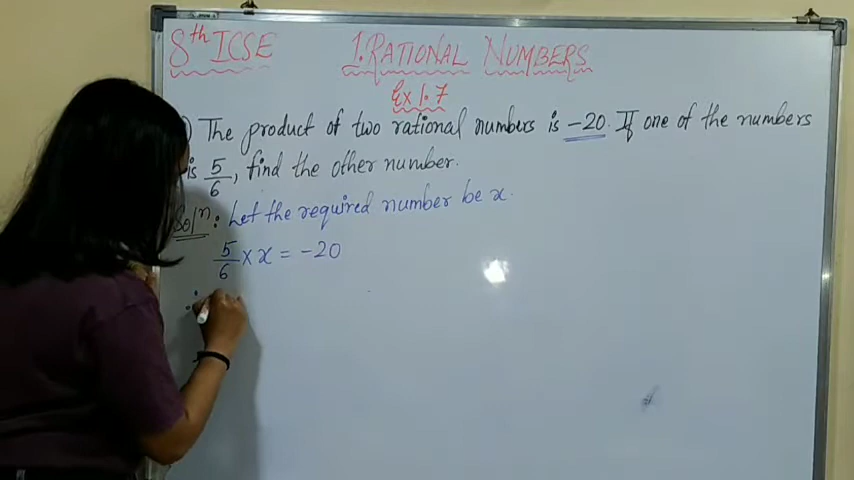 8th ICSE 1. RATIONAL NUMBERS
Ex 1.7
) The product of two rational numbers is -20. If one of the numbers
is 5/6, find the other number.
Solⁿ: Let the required number be x.
5/6 × x = -20
∴